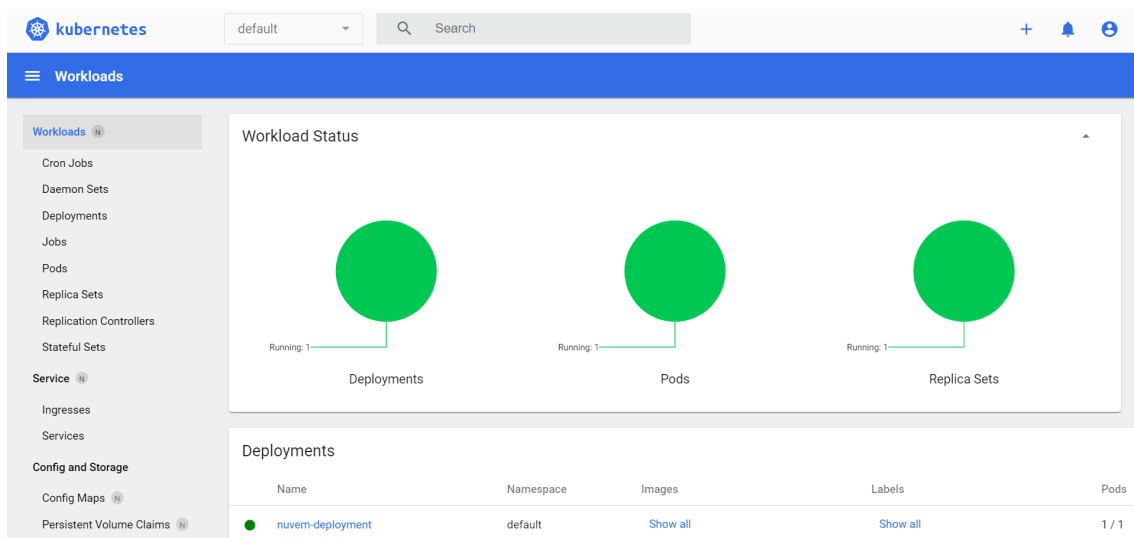 kubernetes
default
Search
+
Workloads
Workloads N
Cron Jobs
Daemon Sets
Deployments
Jobs
Pods
Replica Sets
Replication Controllers
Stateful Sets
Service N
Ingresses
Services
Config and Storage
Config Maps N
Persistent Volume Claims N
Workload Status
Running: 1
Deployments
Running: 1
Pods
Running: 1
Replica Sets
Deployments
Name Namespace Images Labels Pods
nuvem-deployment default Show all Show all 1 / 1